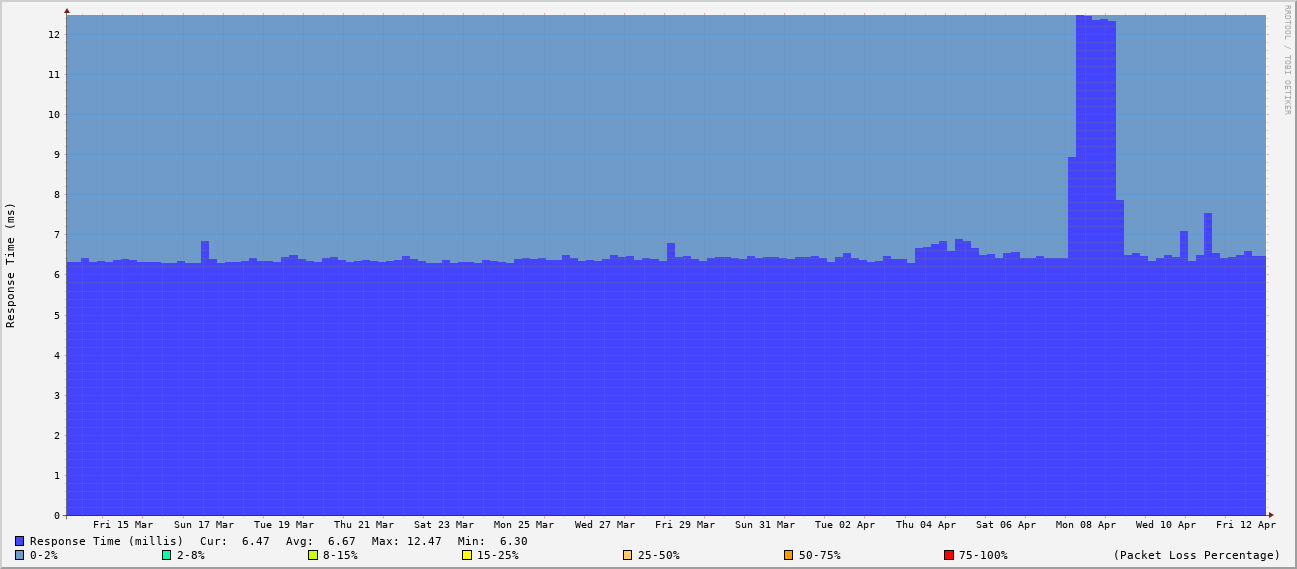 RRDTOOL / TOBI OETIKER
Response Time (ms)
12
11
10
9
8
7
6
5
4
3
2
1
0
Fri 15 Mar Sun 17 Mar Tue 19 Mar Thu 21 Mar Sat 23 Mar Mon 25 Mar Wed 27 Mar Fri 29 Mar Sun 31 Mar Tue 02 Apr Thu 04 Apr Sat 06 Apr Mon 08 Apr Wed 10 Apr Fri 12 Apr
Response Time (millis) Cur: 6.47 Avg: 6.67 Max: 12.47 Min: 6.30
0-2% 2-8% 8-15% 15-25% 25-50% 50-75% 75-100% (Packet Loss Percentage)